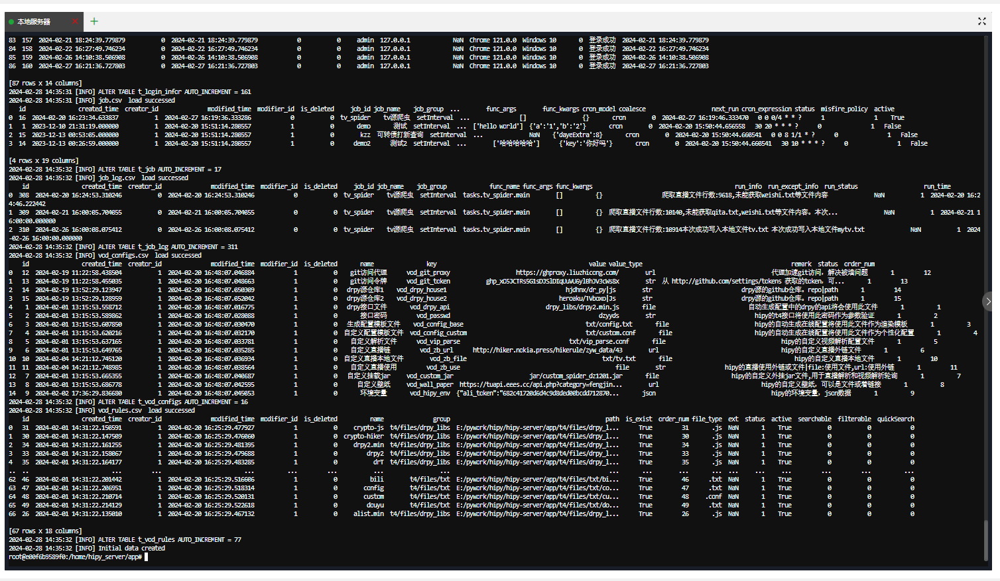 本地服务器
83 157 2024-02-21 18:24:39.779879 0 2024-02-21 18:24:39.779879 0 0 admin 127.0.0.1 NaN Chrome 121.0.0 Windows 10 0 登录成功 2024-02-21 18:24:39.779879
84 158 2024-02-22 16:27:49.746234 0 2024-02-22 16:27:49.746234 0 0 admin 127.0.0.1 NaN Chrome 121.0.0 Windows 10 0 登录成功 2024-02-22 16:27:49.746234
85 159 2024-02-26 14:10:38.506908 0 2024-02-26 14:10:38.506908 0 0 admin 127.0.0.1 NaN Chrome 121.0.0 Windows 10 0 登录成功 2024-02-26 14:10:38.506908
86 160 2024-02-27 16:21:36.727803 0 2024-02-27 16:21:36.727803 0 0 admin 127.0.0.1 NaN Chrome 121.0.0 Windows 10 0 登录成功 2024-02-27 16:21:36.727803
[87 rows x 14 columns]
2024-02-28 14:35:31 [INFO] ALTER TABLE t_login_infor AUTO_INCREMENT = 161
2024-02-28 14:35:31 [INFO] job.csv load successed
id created_time creator_id modified_time modifier_id is_deleted job_id job_name job_group ... func_args func_kwargs cron_model coalesce next_run cron_expression status misfire_policy active
0 16 2024-02-20 16:23:34.633837 1 2024-02-27 16:19:36.333286 0 0 tv_spider tv源爬虫 setInterval ... [] {} cron 0 2024-02-27 16:19:46.333470 0 0 0/4 * * ? 1 1 True
1 1 2023-12-10 21:31:19.000000 1 2024-02-20 15:51:14.280557 1 0 demo 测试 setInterval ... ['hello world'] {'a':'1','b':'2'} cron 0 2024-02-20 15:50:44.656558 30 20 * * * ? 0 1 False
2 15 2023-12-13 00:53:05.000000 1 2024-02-20 15:51:14.280557 1 0 kzz 可转债打新查询 setInterval ... NaN {'dayeExtra':8} cron 0 2024-02-20 15:50:44.660541 0 0 8 1/1 * ? 0 1 False
3 14 2023-12-13 00:26:59.000000 1 2024-02-20 15:51:14.280557 1 0 demo2 测试2 setInterval ... ['哈哈哈哈哈'] {'key':'你好吗'} cron 0 2024-02-20 15:50:44.660541 30 10 * * * ? 0 1 False
[4 rows x 19 columns]
2024-02-28 14:35:32 [INFO] ALTER TABLE t_job AUTO_INCREMENT = 17
2024-02-28 14:35:32 [INFO] job_log.csv load successed
id created_time creator_id modified_time modifier_id is_deleted job_id job_name job_group func_name func_args func_kwargs run_info run_except_info run_status run_time
0 308 2024-02-20 16:24:53.310246 0 2024-02-20 16:24:53.310246 0 0 tv_spider tv源爬虫 setInterval tasks.tv_spider.main [] {} 爬取直播文件行数:9618,未能获取weishi.txt等文件内容 NaN 1 2024-02-20 16:2
4:46.222442
1 309 2024-02-21 16:00:05.704055 0 2024-02-21 16:00:05.704055 0 0 tv_spider tv源爬虫 setInterval tasks.tv_spider.main [] {} 爬取直播文件行数:10140,未能获取qita.txt,weishi.txt等文件内容。本次... NaN 1 2024-02-21 1
6:00:00.000000
2 310 2024-02-26 16:00:08.075412 0 2024-02-26 16:00:08.075412 0 0 tv_spider tv源爬虫 setInterval tasks.tv_spider.main [] {} 爬取直播文件行数:10914本次成功写入本地文件tv.txt 本次成功写入本地文件mytv.txt NaN 1 2024
-02-26 16:00:00.000000
2024-02-28 14:35:32 [INFO] ALTER TABLE t_job_log AUTO_INCREMENT = 311
2024-02-28 14:35:32 [INFO] vod_configs.csv load successed
id created_time creator_id modified_time modifier_id is_deleted name key value value_type remark status order_num
0 12 2024-02-19 11:22:58.438504 1 2024-02-20 16:48:07.046884 1 0 git访问代理 vod_git_proxy https://ghproxy.liuzhicong.com/ url 代理加速git访问，解决被墙问题 1 12
1 13 2024-02-19 11:22:58.459035 1 2024-02-20 16:48:07.048663 1 0 git访问令牌 vod_git_token str 从 http://github.com/settings/tokens 获取的token，可... 1 13
2 14 2024-02-19 13:52:29.123947 1 2024-02-20 16:48:07.050309 1 0 drpy源仓库1 vod_drpy_house1 hjdhnx/dr_py|js str drpy源的github仓库。repo|path 1 14
3 15 2024-02-19 13:52:29.128959 1 2024-02-20 16:48:07.052042 1 0 drpy源仓库2 vod_drpy_house2 heroaku/TVboxo|Js str drpy源的github仓库。repo|path 1 15
4 1 2024-02-01 13:15:53.558712 1 2024-02-20 16:48:07.016775 1 0 drpy接口文件 vod_drpy_api drpy_libs/drpy2.min.js file 自动生成配置中的drpy的api将会使用此文件 1 1
5 2 2024-02-01 13:15:53.589862 1 2024-02-20 16:48:07.028088 1 0 接口密码 vod_passwd dzyyds str hipy的t4接口将使用此密码作为参数验证 1 2
6 3 2024-02-01 13:15:53.607850 1 2024-02-20 16:48:07.030470 1 0 生成配置模板文件 vod_config_base txt/config.txt file hipy的自动生成在线配置将使用此文件作为渲染模板 1 3
7 4 2024-02-01 13:15:53.620216 1 2024-02-20 16:48:07.032170 1 0 自定义配置模板文件 vod_config_custom txt/custom.conf file hipy的自动生成在线配置将使用此文件作为个性化配置 1 4
8 5 2024-02-01 13:15:53.637165 1 2024-02-20 16:48:07.033781 1 0 自定义解析文件 vod_vip_parse txt/vip_parse.conf file hipy的自定义视频解析配置文件 1 5
9 6 2024-02-01 13:15:53.649765 1 2024-02-20 16:48:07.035285 1 0 自定义直播链 vod_zb_url http://hiker.nokia.press/hikerule/zyw_data/43 url hipy的自定义直播外链文件 1 6
10 10 2024-02-04 14:21:12.745120 1 2024-02-20 16:48:07.036934 1 0 自定义直播本地文件 vod_zb_file txt/tv.txt file hipy的自定义直播本地文件 1 10
11 11 2024-02-04 14:21:12.748985 1 2024-02-20 16:48:07.038564 1 0 自定义直播使用 vod_zb_use file str hipy的直播使用外链或文件|file:使用文件,url:使用外链 1 11
12 7 2024-02-01 13:15:53.665355 1 2024-02-20 16:48:07.040687 1 0 自定义挂载jar vod_custom_jar jar/custom_spider_dz1201.jar file hipy的自定义外挂jar文件,用于直播解析和视频解析轮询 1 7
13 8 2024-02-01 13:15:53.686778 1 2024-02-20 16:48:07.042595 1 0 自定义壁纸 vod_wall_paper https://tuapi.eees.cc/api.php?category=fengjin... url hipy的自定义壁纸，可以是文件或着链接 1 8
14 9 2024-02-02 17:36:29.836680 1 2024-02-20 16:48:07.045053 1 0 环境变量 vod_hipy_env {"ali_token":"682c41720d6d4c9d8ded00bcdd712870... json hipy的环境变量，json数据 1 9
2024-02-28 14:35:32 [INFO] ALTER TABLE t_vod_configs AUTO_INCREMENT = 16
2024-02-28 14:35:32 [INFO] vod_rules.csv load successed
id created_time creator_id modified_time modifier_id is_deleted name group path is_exist order_num file_type ext status active searchable filterable quickSearch
0 31 2024-02-01 14:31:22.150591 1 2024-02-20 16:25:29.477927 1 0 crypto-js t4/files/drpy_libs E:/pywork/hipy/hipy-server/app/t4/files/drpy_l... True 31 .js NaN 1 True 0 0 0
1 30 2024-02-01 14:31:22.147509 1 2024-02-20 16:25:29.476060 1 0 crypto-hiker t4/files/drpy_libs E:/pywork/hipy/hipy-server/app/t4/files/drpy_l... True 30 .js NaN 1 True 0 0 0
2 34 2024-02-01 14:31:22.161255 1 2024-02-20 16:25:29.481395 1 0 drpy2.min t4/files/drpy_libs E:/pywork/hipy/hipy-server/app/t4/files/drpy_l... True 34 .js NaN 1 True 0 0 0
3 33 2024-02-01 14:31:22.158067 1 2024-02-20 16:25:29.479688 1 0 drpy2 t4/files/drpy_libs E:/pywork/hipy/hipy-server/app/t4/files/drpy_l... True 33 .js NaN 1 True 0 0 0
4 35 2024-02-01 14:31:22.164177 1 2024-02-20 16:25:29.483285 1 0 drT t4/files/drpy_libs E:/pywork/hipy/hipy-server/app/t4/files/drpy_l... True 35 .js NaN 1 True 0 0 0
.. .. ... ... ... ... ... ... ... ... ... ... ... ... ... ... ... ... ...
62 46 2024-02-01 14:31:22.201442 1 2024-02-20 16:25:29.516606 1 0 bili t4/files/txt E:/pywork/hipy/hipy-server/app/t4/files/txt/bi... True 46 .txt NaN 1 True 0 0 0
63 47 2024-02-01 14:31:22.206951 1 2024-02-20 16:25:29.518314 1 0 config t4/files/txt E:/pywork/hipy/hipy-server/app/t4/files/txt/co... True 47 .txt NaN 1 True 0 0 0
64 48 2024-02-01 14:31:22.210714 1 2024-02-20 16:25:29.520131 1 0 custom t4/files/txt E:/pywork/hipy/hipy-server/app/t4/files/txt/cu... True 48 .conf NaN 1 True 0 0 0
65 49 2024-02-01 14:31:22.214129 1 2024-02-20 16:25:29.522618 1 0 douyu t4/files/txt E:/pywork/hipy/hipy-server/app/t4/files/txt/do... True 49 .txt NaN 1 True 0 0 0
66 26 2024-02-01 14:31:22.135010 1 2024-02-20 16:25:29.467132 1 0 alist.min t4/files/drpy_libs E:/pywork/hipy/hipy-server/app/t4/files/drpy_l... True 26 .js NaN 1 True 0 0 0
[67 rows x 18 columns]
2024-02-28 14:35:32 [INFO] ALTER TABLE t_vod_rules AUTO_INCREMENT = 77
2024-02-28 14:35:32 [INFO] Initial data created
root@e00f6b9589f0:/home/hipy_server/app#